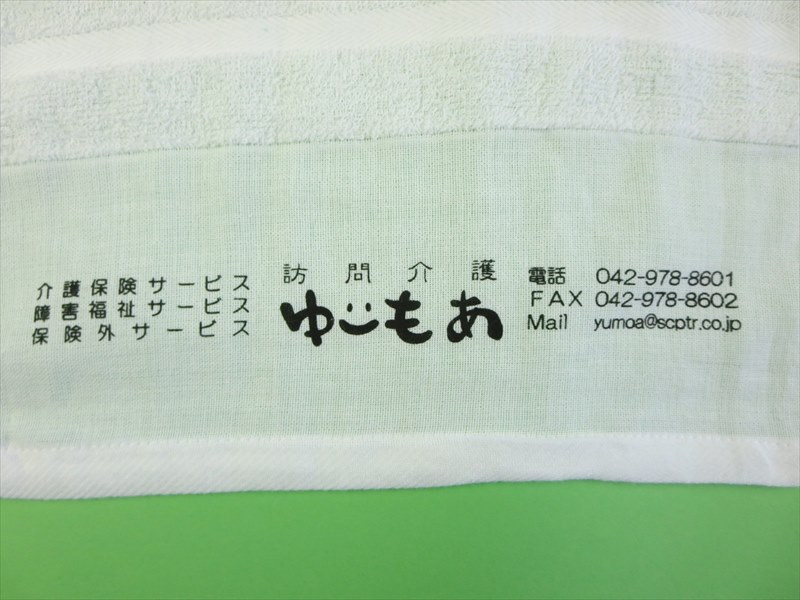 介護保険サービス
障害福祉サービス
保険外サービス
訪問介護
ゆーもあ
電話 042-978-8601
FAX 042-978-8602
Mail yumoa@scptr.co.jp